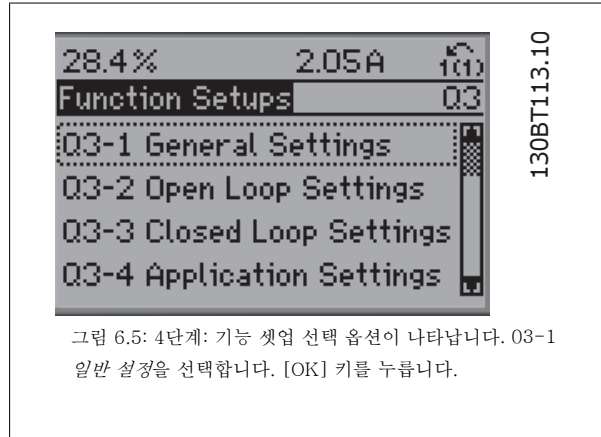 28.4% 2.05A 1(1)
Function Setups Q3
Q3-1 General Settings
Q3-2 Open Loop Settings
Q3-3 Closed Loop Settings
Q3-4 Application Settings
130BT113.10
그림 6.5: 4단계: 기능 셋업 선택 옵션이 나타납니다. 03-1
일반 설정을 선택합니다. [OK] 키를 누릅니다.